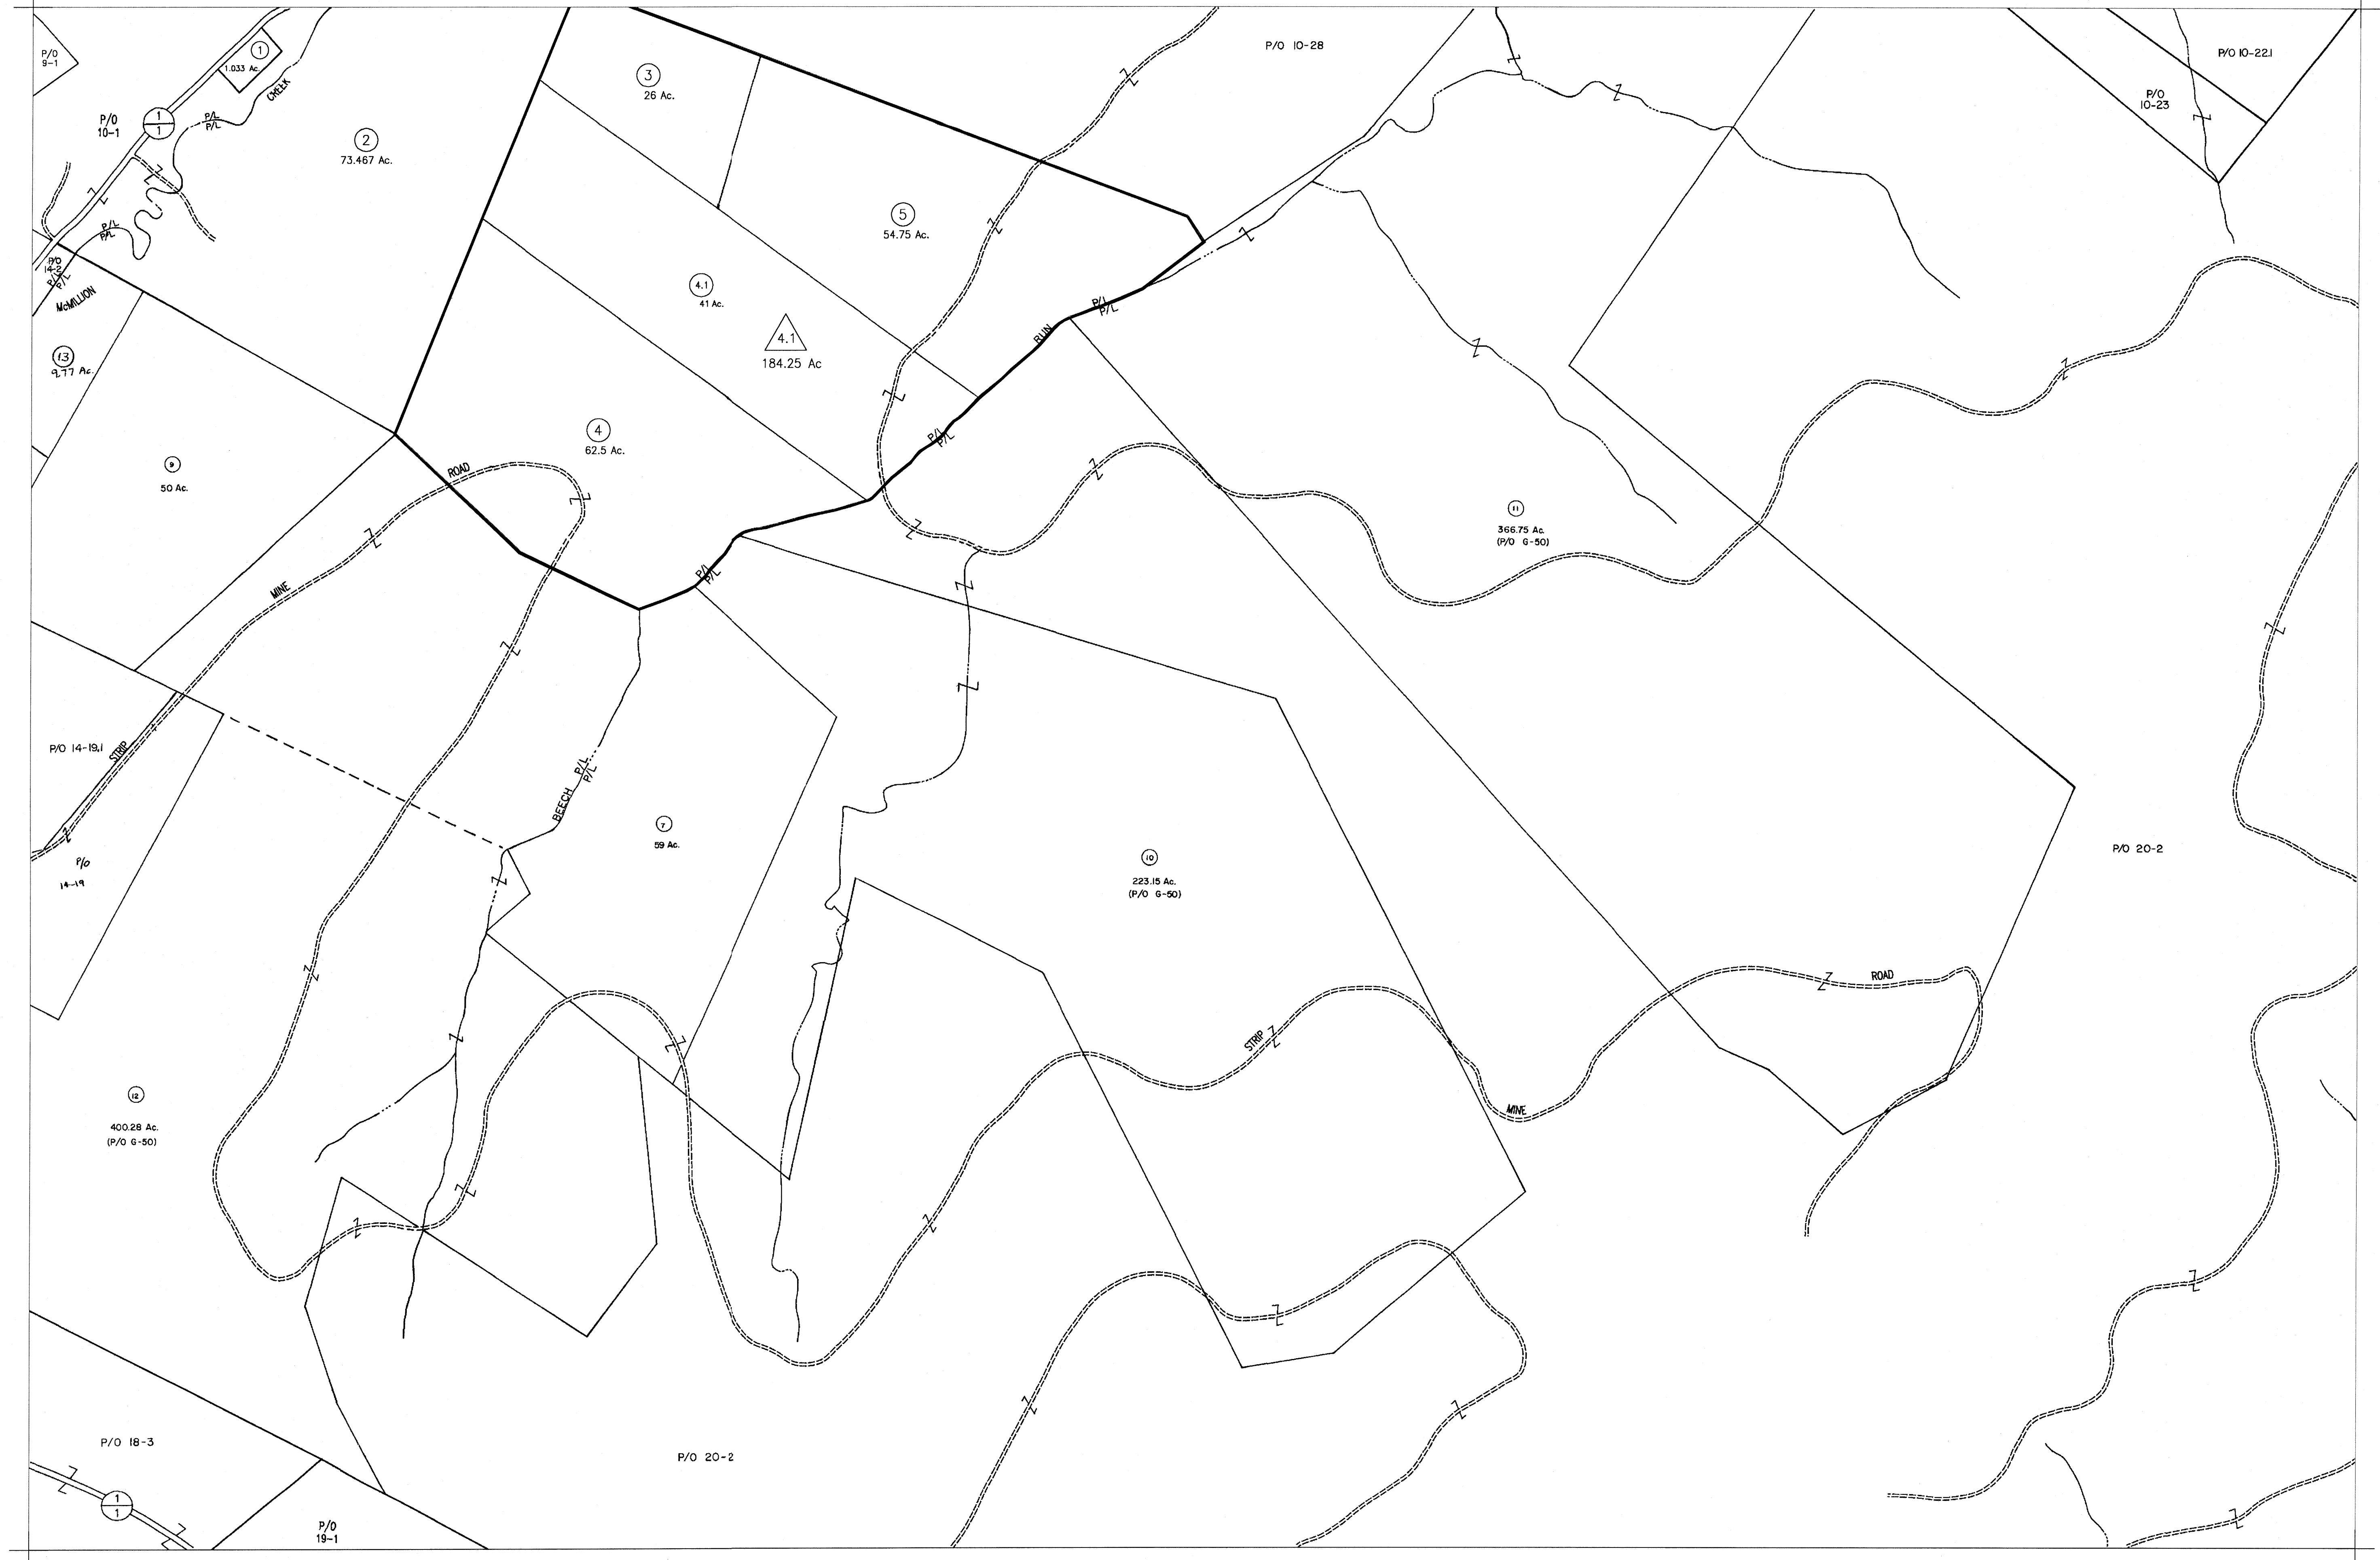 P/O
9-1
1
1.033 Ac.
CREEK
P/L
P/L
P/O
10-1
1
1
2
73.467 Ac.
3
26 Ac.
P/O 10-28
P/O 10-22.1
P/O
10-23
5
54.75 Ac.
P/L
P/L
P/O
14-2
P/L
P/L
McMILLION
4.1
41 Ac.
4.1
184.25 Ac
P/L
P/L
RUN
13
9.77 Ac.
4
62.5 Ac.
P/L
P/L
9
50 Ac.
ROAD
MINE
11
366.75 Ac.
(P/O G-50)
P/L
P/L
P/O 14-19.1
STRIP
P/L
P/L
BEECH
7
59 Ac.
P/O
14-19
10
223.15 Ac.
(P/O G-50)
P/O 20-2
ROAD
STRIP
MINE
12
400.28 Ac.
(P/O G-50)
P/O 18-3
P/O 20-2
1
1
P/O
19-1